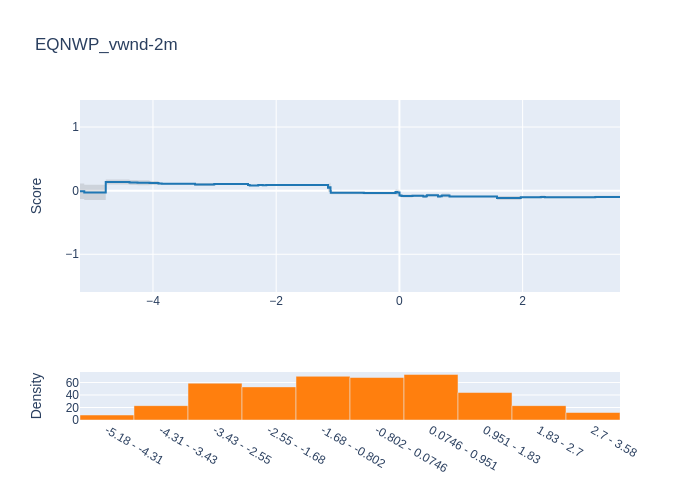 EQNWP_vwnd-2m
Score
1
0
−1
−4
−2
0
2
Density
60
40
20
0
-5.18 - -4.31
-4.31 - -3.43
-3.43 - -2.55
-2.55 - -1.68
-1.68 - -0.802
-0.802 - 0.0746
0.0746 - 0.951
0.951 - 1.83
1.83 - 2.7
2.7 - 3.58